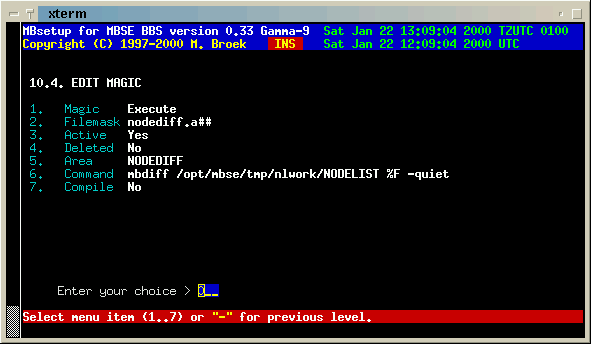 xterm
MBsetup for MBSE BBS version 0.33 Gamma-9 Sat Jan 22 13:09:04 2000 TZUTC 0100
Copyright (C) 1997-2000 M. Broek INS Sat Jan 22 12:09:04 2000 UTC
10.4. EDIT MAGIC
1. Magic Execute
2. Filemask nodediff.a##
3. Active Yes
4. Deleted No
5. Area NODEDIFF
6. Command mbdiff /opt/mbse/tmp/nlwork/NODELIST %F -quiet
7. Compile No
Enter your choice > 0__
Select menu item (1..7) or "-" for previous level.